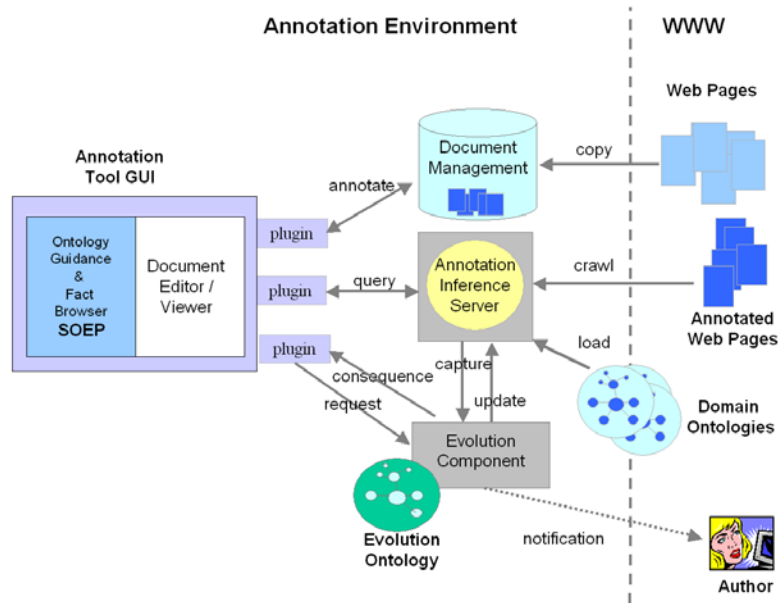 Annotation Environment
WWW
Web Pages
Document
Management
copy
Annotation
Tool GUI
annotate
plugin
Ontology
Guidance
&
Fact
Browser
SOEP
Document
Editor /
Viewer
plugin
query
Annotation
Inference
Server
crawl
Annotated
Web Pages
plugin
consequence
request
capture
update
load
Domain
Ontologies
Evolution
Component
Evolution
Ontology
notification
Author